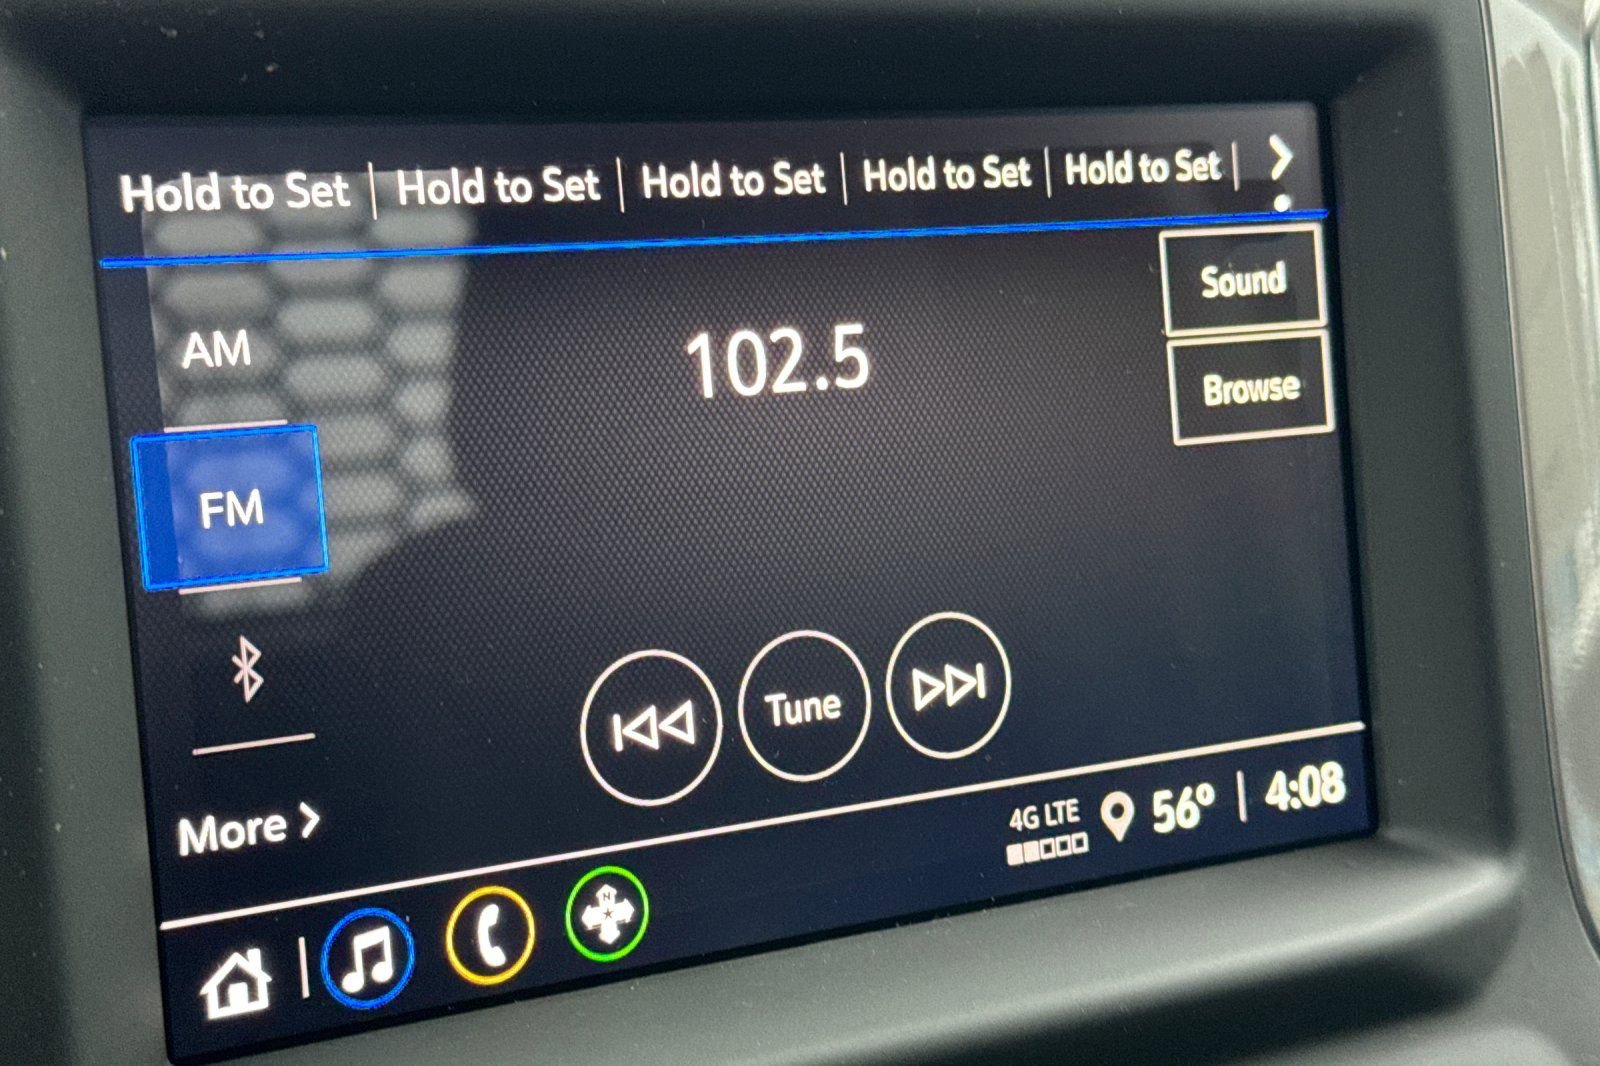 Hold to Set | Hold to Set | Hold to Set | Hold to Set | Hold to Set |
Sound
AM
102.5
Browse
FM
Tune
More >
4G LTE
56° | 4:08
N